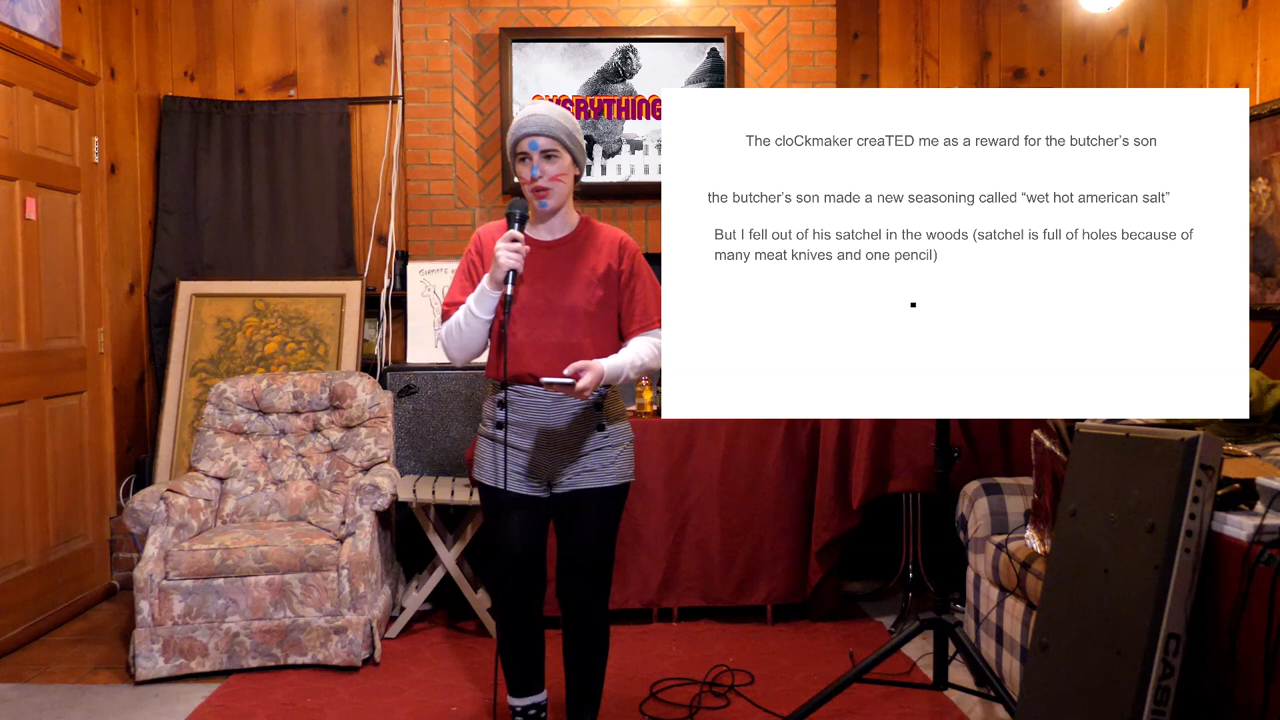 EVERYTHING
The cloCkmaker creaTED me as a reward for the butcher's son
the butcher's son made a new seasoning called “wet hot american salt”
But I fell out of his satchel in the woods (satchel is full of holes because of
many meat knives and one pencil)